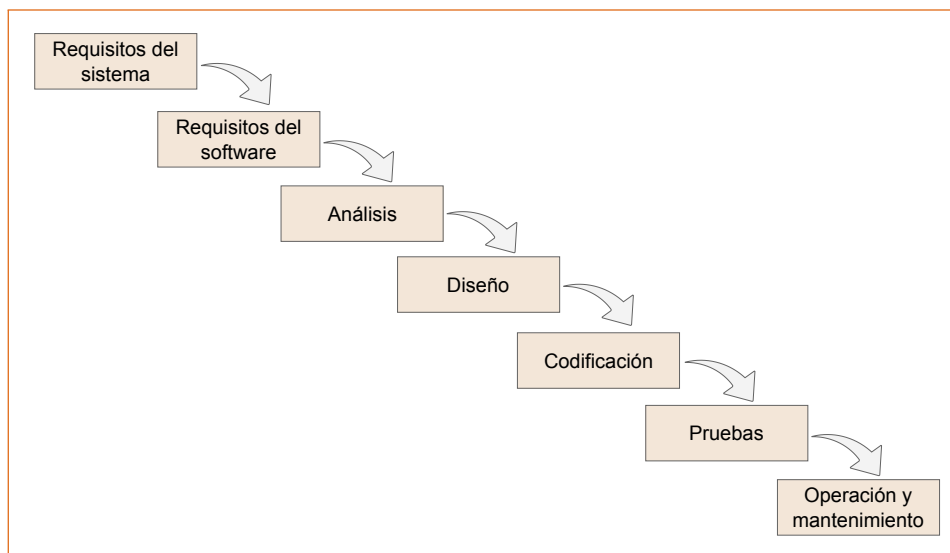 Requisitos del
sistema
Requisitos del
software
Análisis
Diseño
Codificación
Pruebas
Operación y
mantenimiento